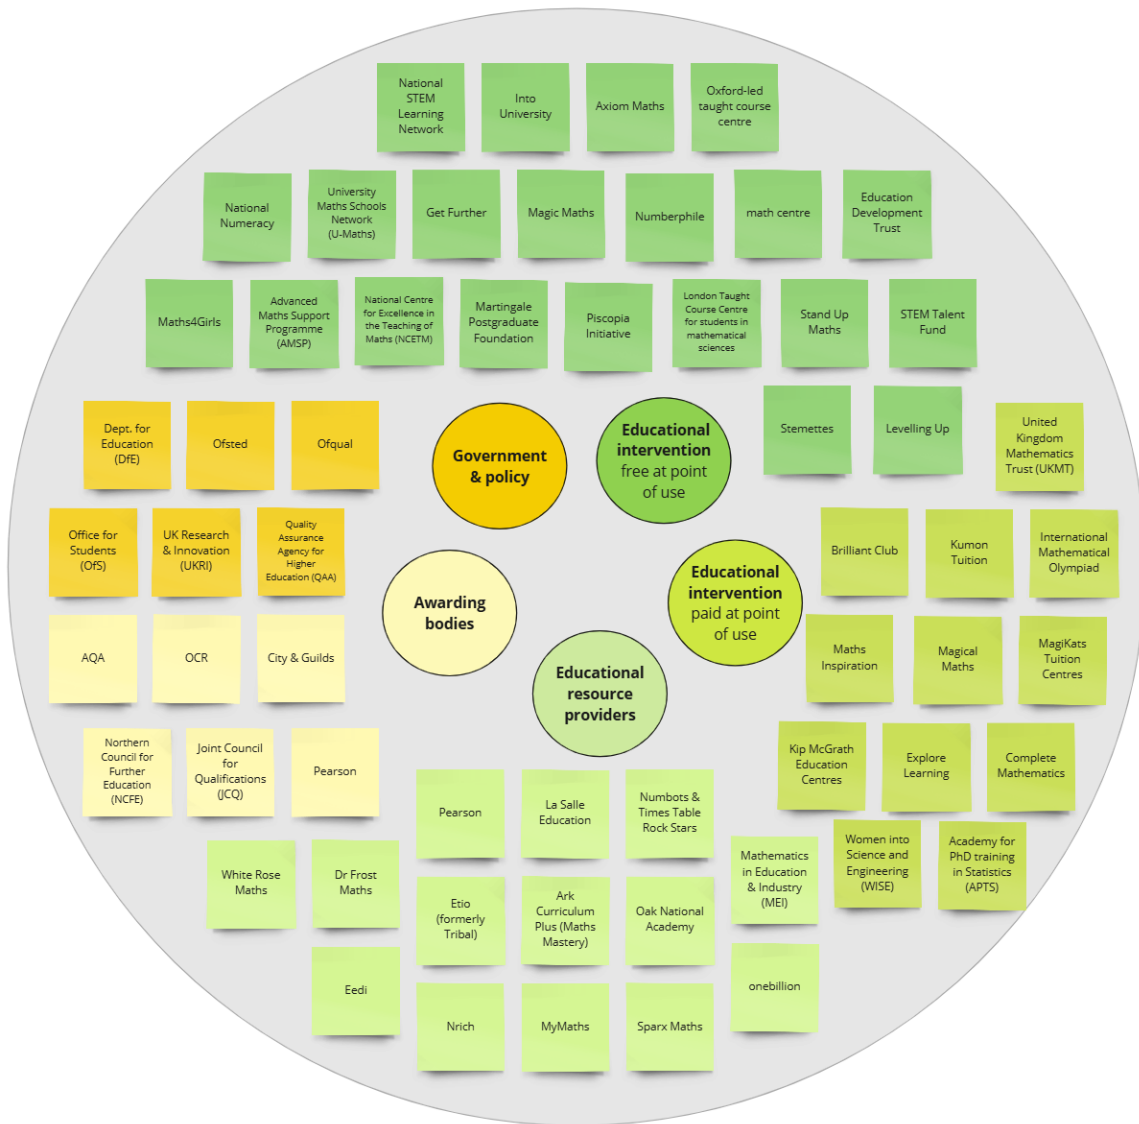 National
STEM
Learning
Network
Into
University
Axiom Maths
Oxford-led
taught course
centre
National
Numeracy
University
Maths Schools
Network
(U-Maths)
Get Further
Magic Maths
Numberphile
math centre
Education
Development
Trust
Maths4Girls
Advanced
Maths Support
Programme
(AMSP)
National Centre
for Excellence in
the Teaching of
Maths (NCETM)
Martingale
Postgraduate
Foundation
Piscopia
Initiative
London Taught
Course Centre
for students in
mathematical
sciences
Stand Up
Maths
STEM Talent
Fund
Stemettes
Levelling Up
Dept. for
Education
(DfE)
Ofsted
Ofqual
Government
& policy
Educational
intervention
free at point
of use
United
Kingdom
Mathematics
Trust (UKMT)
Office for
Students
(OfS)
UK Research
& Innovation
(UKRI)
Quality
Assurance
Agency for
Higher
Education (QAA)
Brilliant Club
Kumon
Tuition
International
Mathematical
Olympiad
Awarding
bodies
Educational
intervention
paid at point
of use
AQA
OCR
City & Guilds
Educational
resource
providers
Maths
Inspiration
Magical
Maths
MagiKats
Tuition
Centres
Northern
Council for
Further
Education
(NCFE)
Joint Council
for
Qualifications
(JCQ)
Pearson
Kip McGrath
Education
Centres
Explore
Learning
Complete
Mathematics
Pearson
La Salle
Education
Numbots &
Times Table
Rock Stars
White Rose
Maths
Dr Frost
Maths
Mathematics
in Education
& Industry
(MEI)
Women into
Science and
Engineering
(WISE)
Academy for
PhD training
in Statistics
(APTS)
Etio
(formerly
Tribal)
Ark
Curriculum
Plus (Maths
Mastery)
Oak National
Academy
Eedi
onebillion
Nrich
MyMaths
Sparx Maths